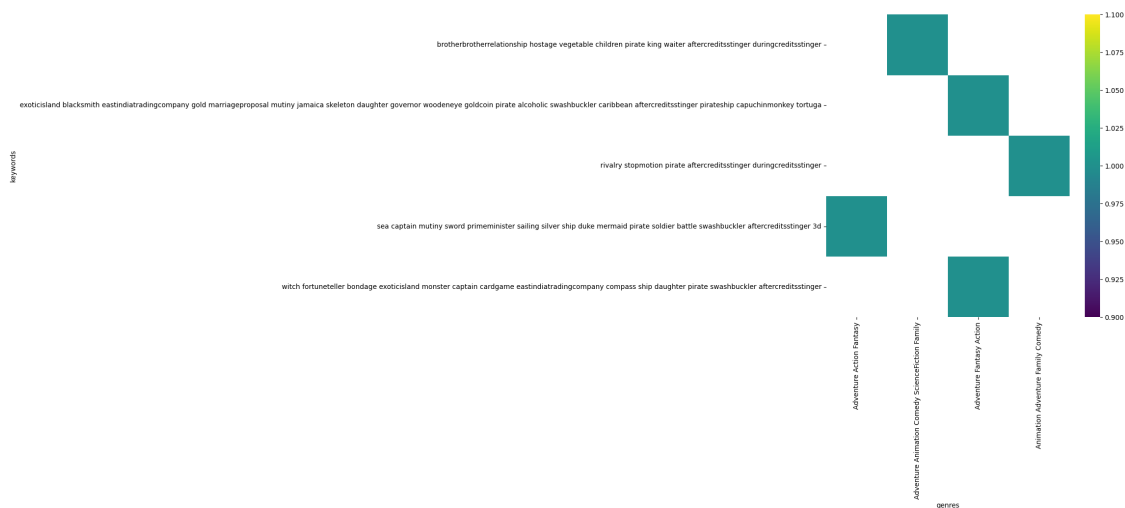 brotherbrotherrelationship hostage vegetable children pirate king waiter aftercreditsstinger duringcreditsstinger
exoticisland blacksmith eastindiatradingcompany gold marriageproposal mutiny jamaica skeleton daughter governor woodeneye goldcoin pirate alcoholic swashbuckler caribbean aftercreditsstinger pirateship capuchinmonkey tortuga
rivalry stopmotion pirate aftercreditsstinger duringcreditsstinger
sea captain mutiny sword primeminister sailing silver ship duke mermaid pirate soldier battle swashbuckler aftercreditsstinger 3d
witch fortuneteller bondage exoticisland monster captain cardgame eastindiatradingcompany compass ship daughter pirate swashbuckler aftercreditsstinger
keywords
Adventure Action Fantasy
Adventure Animation Comedy ScienceFiction Family
Adventure Fantasy Action
Animation Adventure Family Comedy
genres
1.100
1.075
1.050
1.025
1.000
0.975
0.950
0.925
0.900